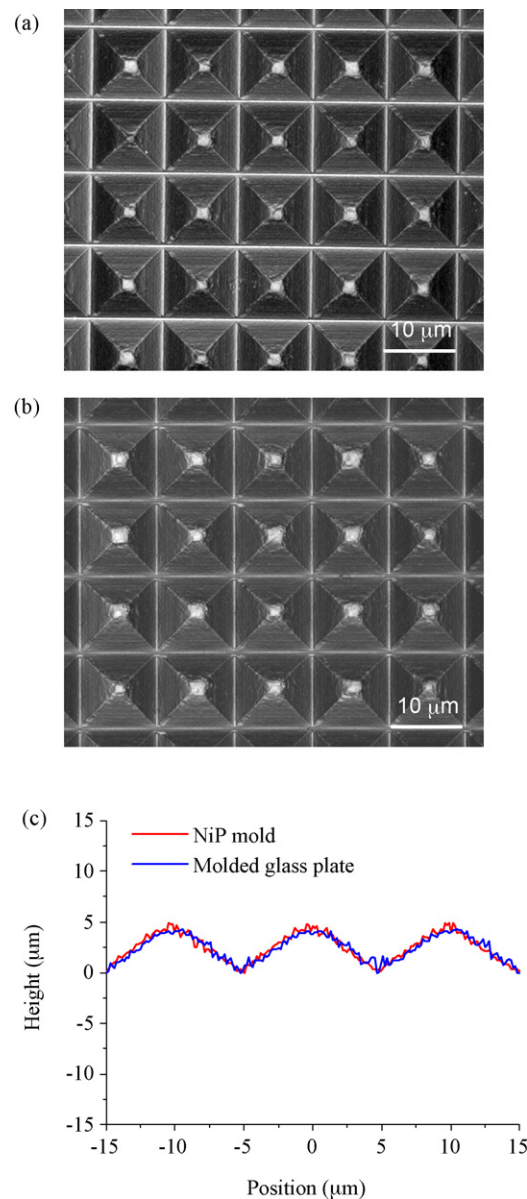 (a)
10 μm
(b)
10 μm
(c)
NiP mold
Molded glass plate
Height (μm)
15
10
5
0
-5
-10
-15
-15 -10 -5 0 5 10 15
Position (μm)